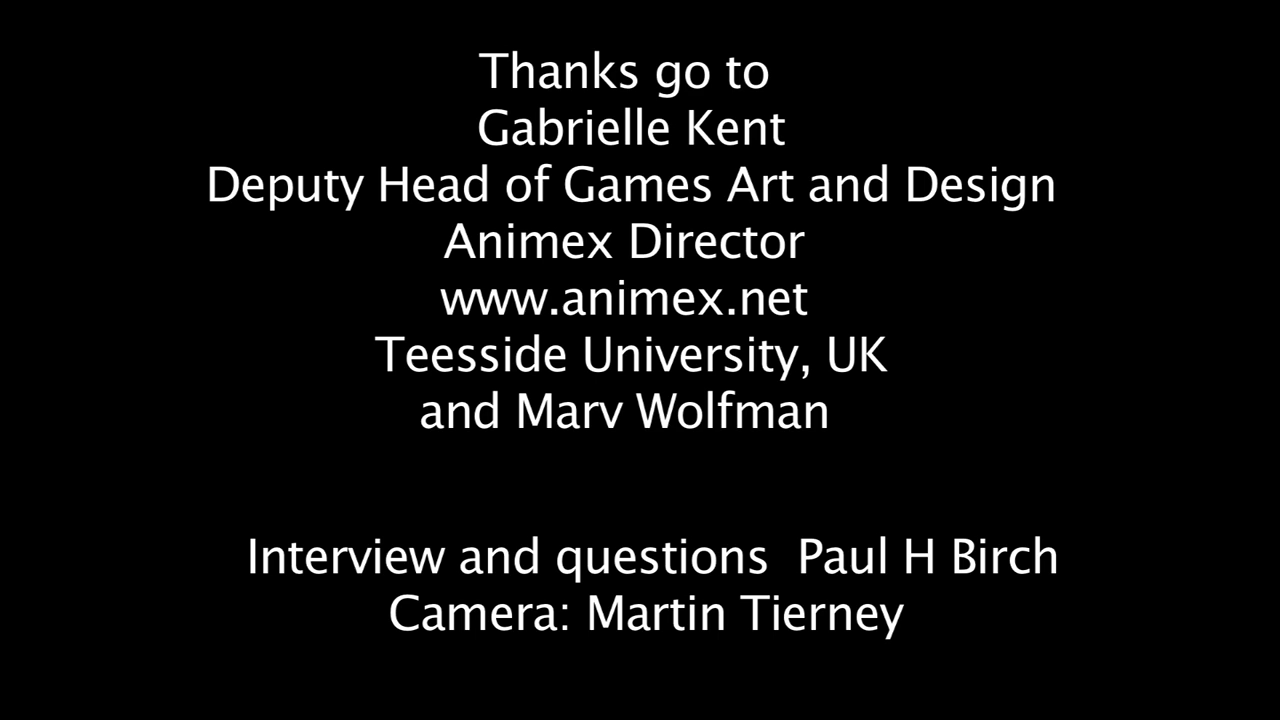 Thanks go to
Gabrielle Kent
Deputy Head of Games Art and Design
Animex Director
www.animex.net
Teesside University, UK
and Marv Wolfman
Interview and questions  Paul H Birch
Camera: Martin Tierney